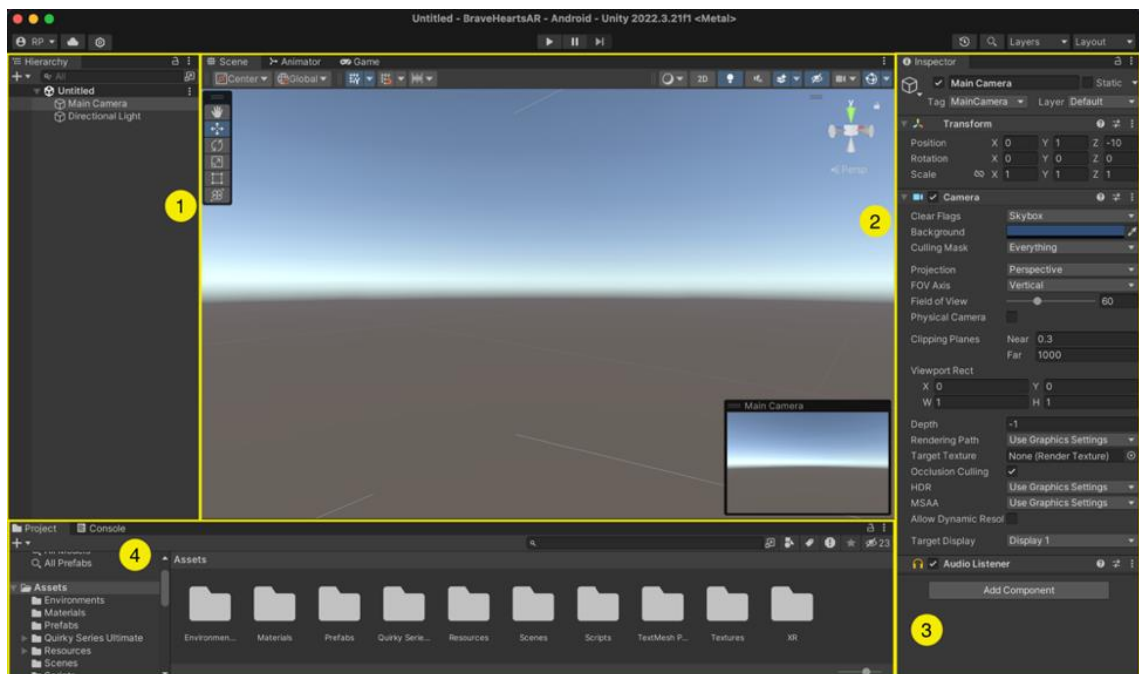 Untitled - BraveHeartsAR - Android - Unity 2022.3.21f1 <Metal>
RP
Layers
Layout
Hierarchy
All
Untitled
Main Camera
Directional Light
1
Scene
Animator
Game
Center
Global
2D
y
Persp
2
Main Camera
Inspector
Main Camera
Static
Tag MainCamera
Layer Default
Transform
Position X 0 Y 1 Z -10
Rotation X 0 Y 0 Z 0
Scale X 1 Y 1 Z 1
Camera
Clear Flags Skybox
Background
Culling Mask Everything
Projection Perspective
FOV Axis Vertical
Field of View 60
Physical Camera
Clipping Planes Near 0.3
Far 1000
Viewport Rect
X 0 Y 0
W 1 H 1
Depth -1
Rendering Path Use Graphics Settings
Target Texture None (Render Texture)
Occlusion Culling
HDR Use Graphics Settings
MSAA Use Graphics Settings
Allow Dynamic Resol
Target Display Display 1
Audio Listener
Add Component
3
Project
Console
4
23
All Prefabs
Assets
Environments
Materials
Prefabs
Quirky Series Ultimate
Resources
Scenes
Assets
Environmen... Materials Prefabs Quirky Serie... Resources Scenes Scripts TextMesh P... Textures XR